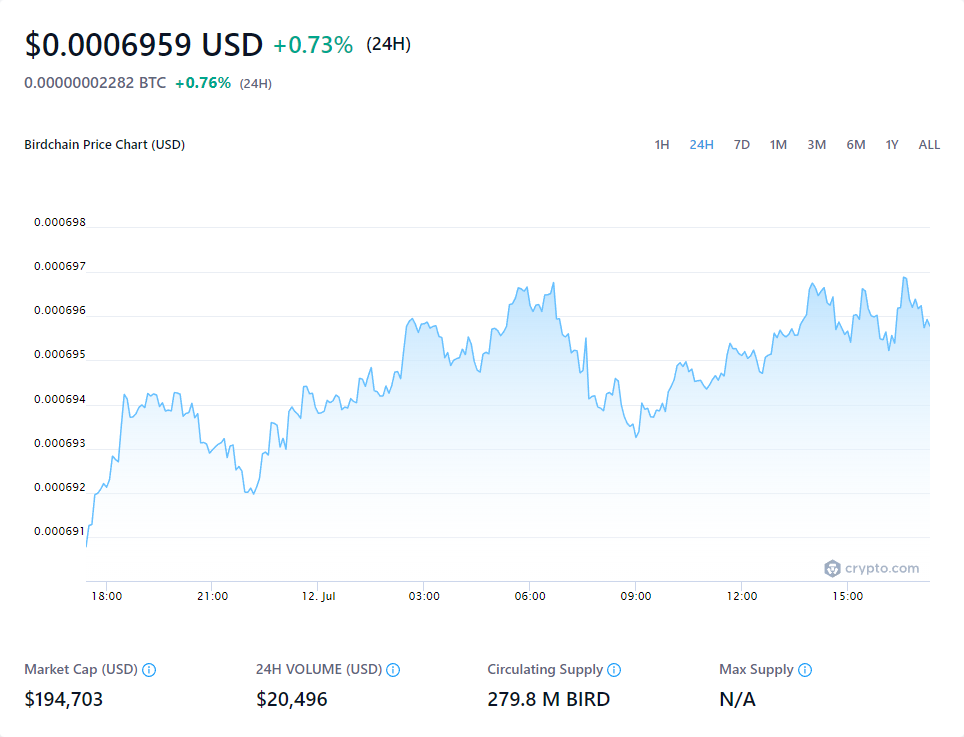 $0.0006959 USD +0.73% (24H)
0.00000002282 BTC +0.76% (24H)
Birdchain Price Chart (USD) 1H 24H 7D 1M 3M 6M 1Y ALL
0.000698
0.000697
0.000696
0.000695
0.000694
0.000693
0.000692
0.000691
crypto.com
18:00 21:00 12. Jul 03:00 06:00 09:00 12:00 15:00
Market Cap (USD) 24H VOLUME (USD) Circulating Supply Max Supply
$194,703 $20,496 279.8 M BIRD N/A